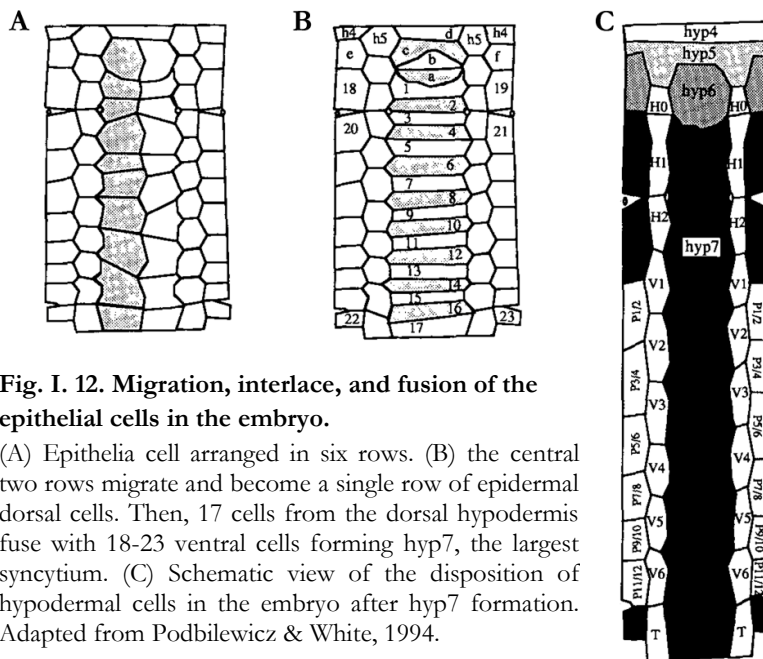 A
B
C
h4 h5 d h5 h4
e c b f
a
18 1 19
2
3
20 4 21
5
6
7
8
9
10
11
12
13
14
15
16
22 17 23
hyp4
hyp5
hyp6
H0 H0
H1 H1
H2 H2
hyp7
V1 V1
P1/2 P1/2
V2 V2
P3/4 P3/4
V3 V3
P5/6 P5/6
V4 V4
P7/8 P7/8
V5 V5
P9/10 P9/10
V6 V6
P11/12 P11/12
T T
Fig. I. 12. Migration, interlace, and fusion of the
epithelial cells in the embryo.
(A) Epithelia cell arranged in six rows. (B) the central
two rows migrate and become a single row of epidermal
dorsal cells. Then, 17 cells from the dorsal hypodermis
fuse with 18-23 ventral cells forming hyp7, the largest
syncytium. (C) Schematic view of the disposition of
hypodermal cells in the embryo after hyp7 formation.
Adapted from Podbilewicz & White, 1994.